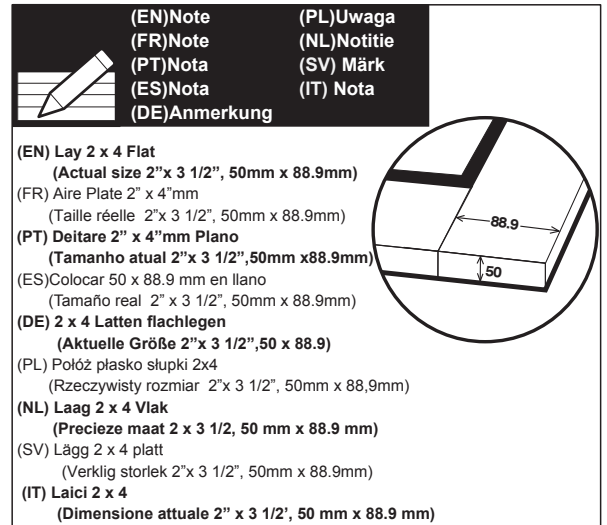 (EN)Note (PL)Uwaga
(FR)Note (NL)Notitie
(PT)Nota (SV) Märk
(ES)Nota (IT) Nota
(DE)Anmerkung
(EN) Lay 2 x 4 Flat
(Actual size 2”x 3 1/2”, 50mm x 88.9mm)
(FR) Aire Plate 2” x 4”mm
(Taille réelle 2”x 3 1/2”, 50mm x 88.9mm)
(PT) Deitare 2” x 4”mm Plano
(Tamanho atual 2”x 3 1/2”,50mm x88.9mm)
(ES)Colocar 50 x 88.9 mm en llano
(Tamaño real 2” x 3 1/2”, 50mm x 88.9mm)
(DE) 2 x 4 Latten flachlegen
(Aktuelle Größe 2”x 3 1/2”,50 x 88.9)
(PL) Połóż płasko słupki 2x4
(Rzeczywisty rozmiar 2”x 3 1/2”, 50mm x 88,9mm)
(NL) Laag 2 x 4 Vlak
(Precieze maat 2 x 3 1/2, 50 mm x 88.9 mm)
(SV) Lägg 2 x 4 platt
(Verklig storlek 2”x 3 1/2”, 50mm x 88.9mm)
(IT) Laici 2 x 4
(Dimensione attuale 2” x 3 1/2’, 50 mm x 88.9 mm)
88.9
50